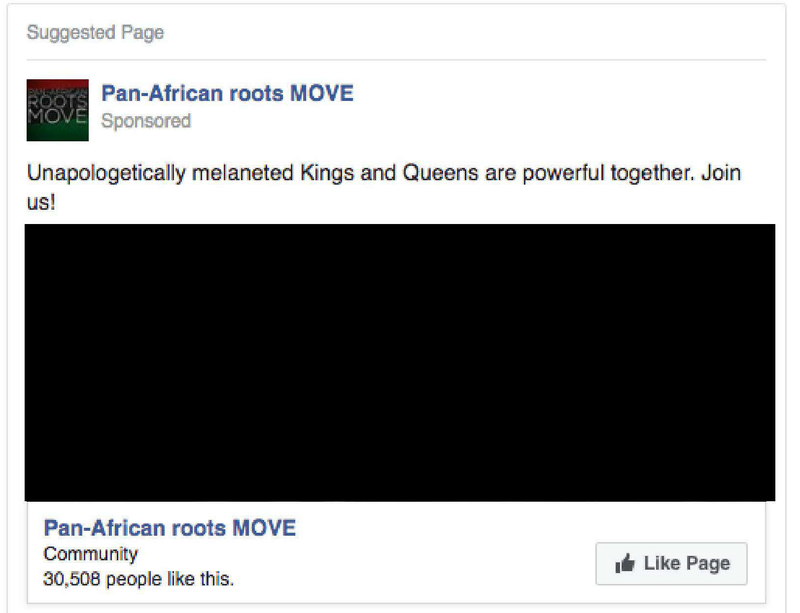 Suggested Page
ROOTS
MOVE
Pan-African roots MOVE
Sponsored
Unapologetically melaneted Kings and Queens are powerful together. Join
us!
Pan-African roots MOVE
Community
30,508 people like this.
Like Page